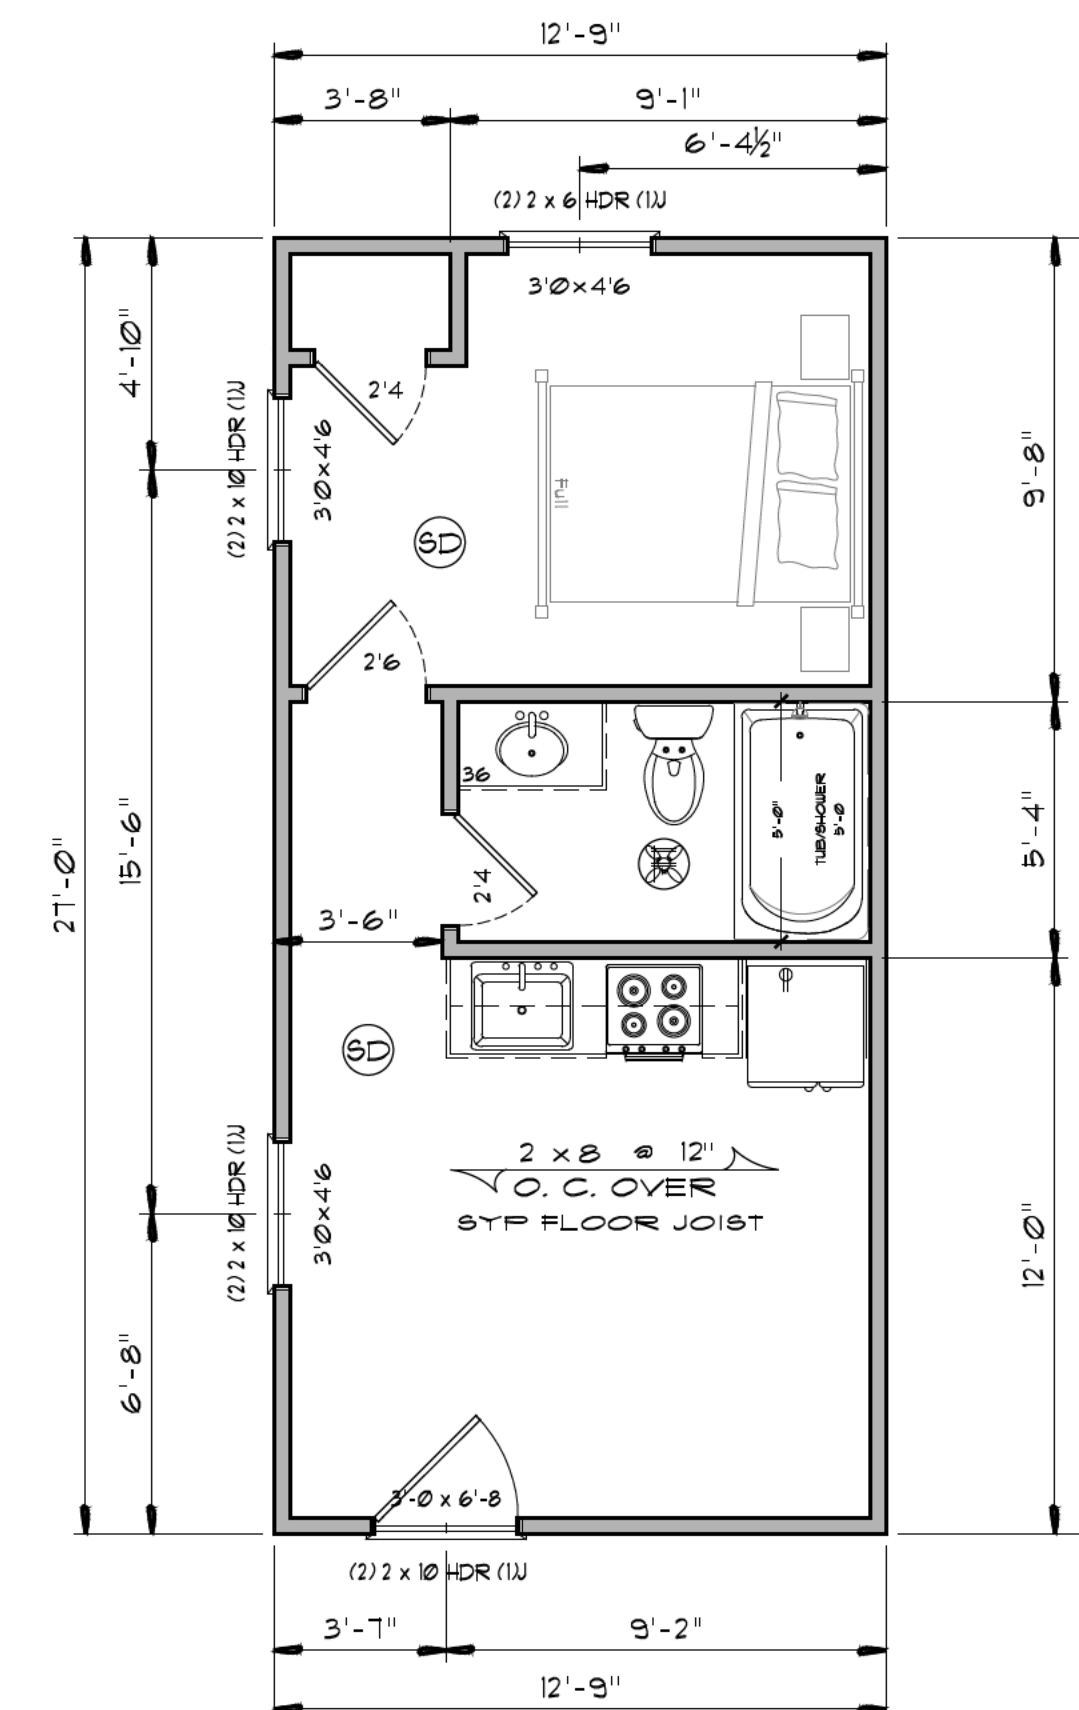 12'-9"
3'-8"
9'-1"
6'-4½"
(2) 2 x 6 HDR (1)J
3'0x4'6
4'-10"
2'4
(2) 2 x 10 HDR (1)J
3'0x4'6
9'-8"
Full
SD
2'6
36
15'-6"
27'-0"
5'-0"
TUB/SHOWER
5'-0
5'-4"
2'4
3'-6"
SD
2 x 8 @ 12"
O. C. OVER
SYP FLOOR JOIST
(2) 2 x 10 HDR (1)J
3'0x4'6
12'-0"
6'-8"
3'-0 x 6'-8
(2) 2 x 10 HDR (1)J
3'-7"
9'-2"
12'-9"